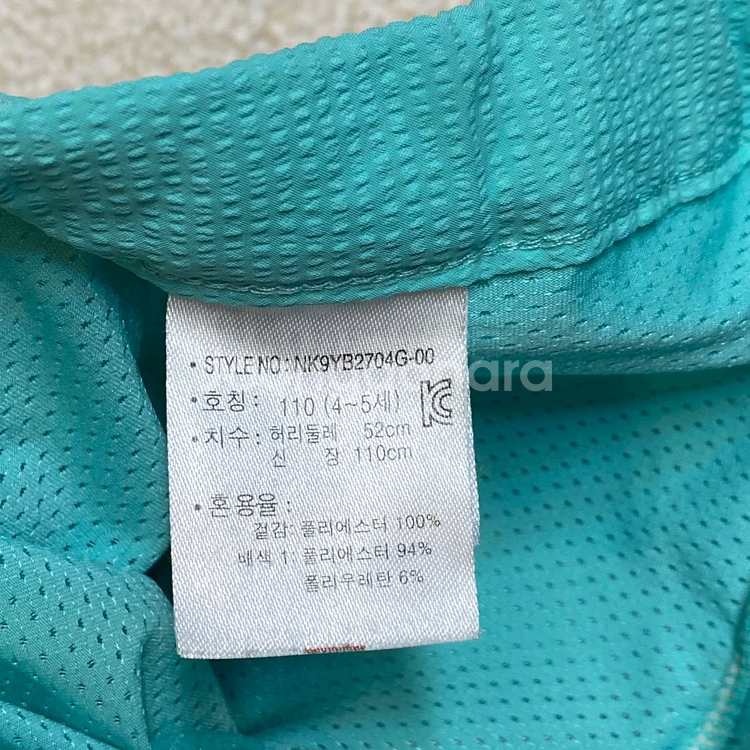 • STYLE NO : NK9YB2704G-00
• 호칭 : 110 (4~5세)
• 치수 : 허리둘레 52cm
신 장 110cm
• 혼용율 :
겉감: 폴리에스터 100%
배색 1: 폴리에스터 94%
폴리우레탄 6%